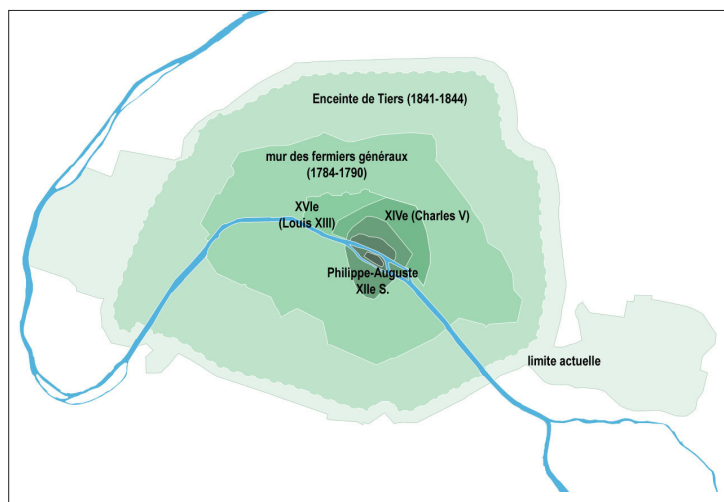 Enceinte de Tiers (1841-1844)
mur des fermiers généraux
(1784-1790)
XVIe
(Louis XIII)
XIVe (Charles V)
Philippe-Auguste
XIIe S.
limite actuelle